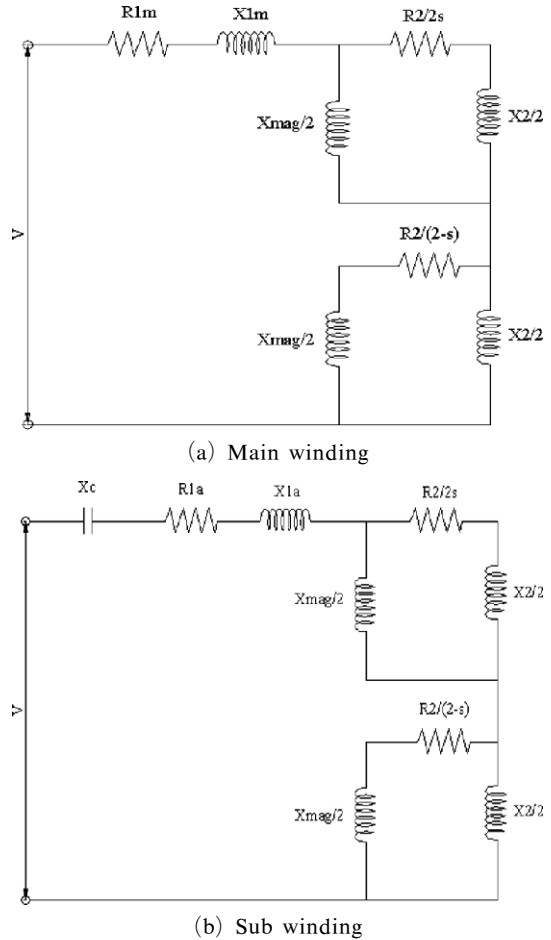 R1m X1m R2/2s
Xmag/2 X2/2
R2/(2-s)
V
Xmag/2 X2/2
(a) Main winding
Xc R1a X1a R2/2s
Xmag/2 X2/2
R2/(2-s)
V
Xmag/2 X2/2
(b) Sub winding